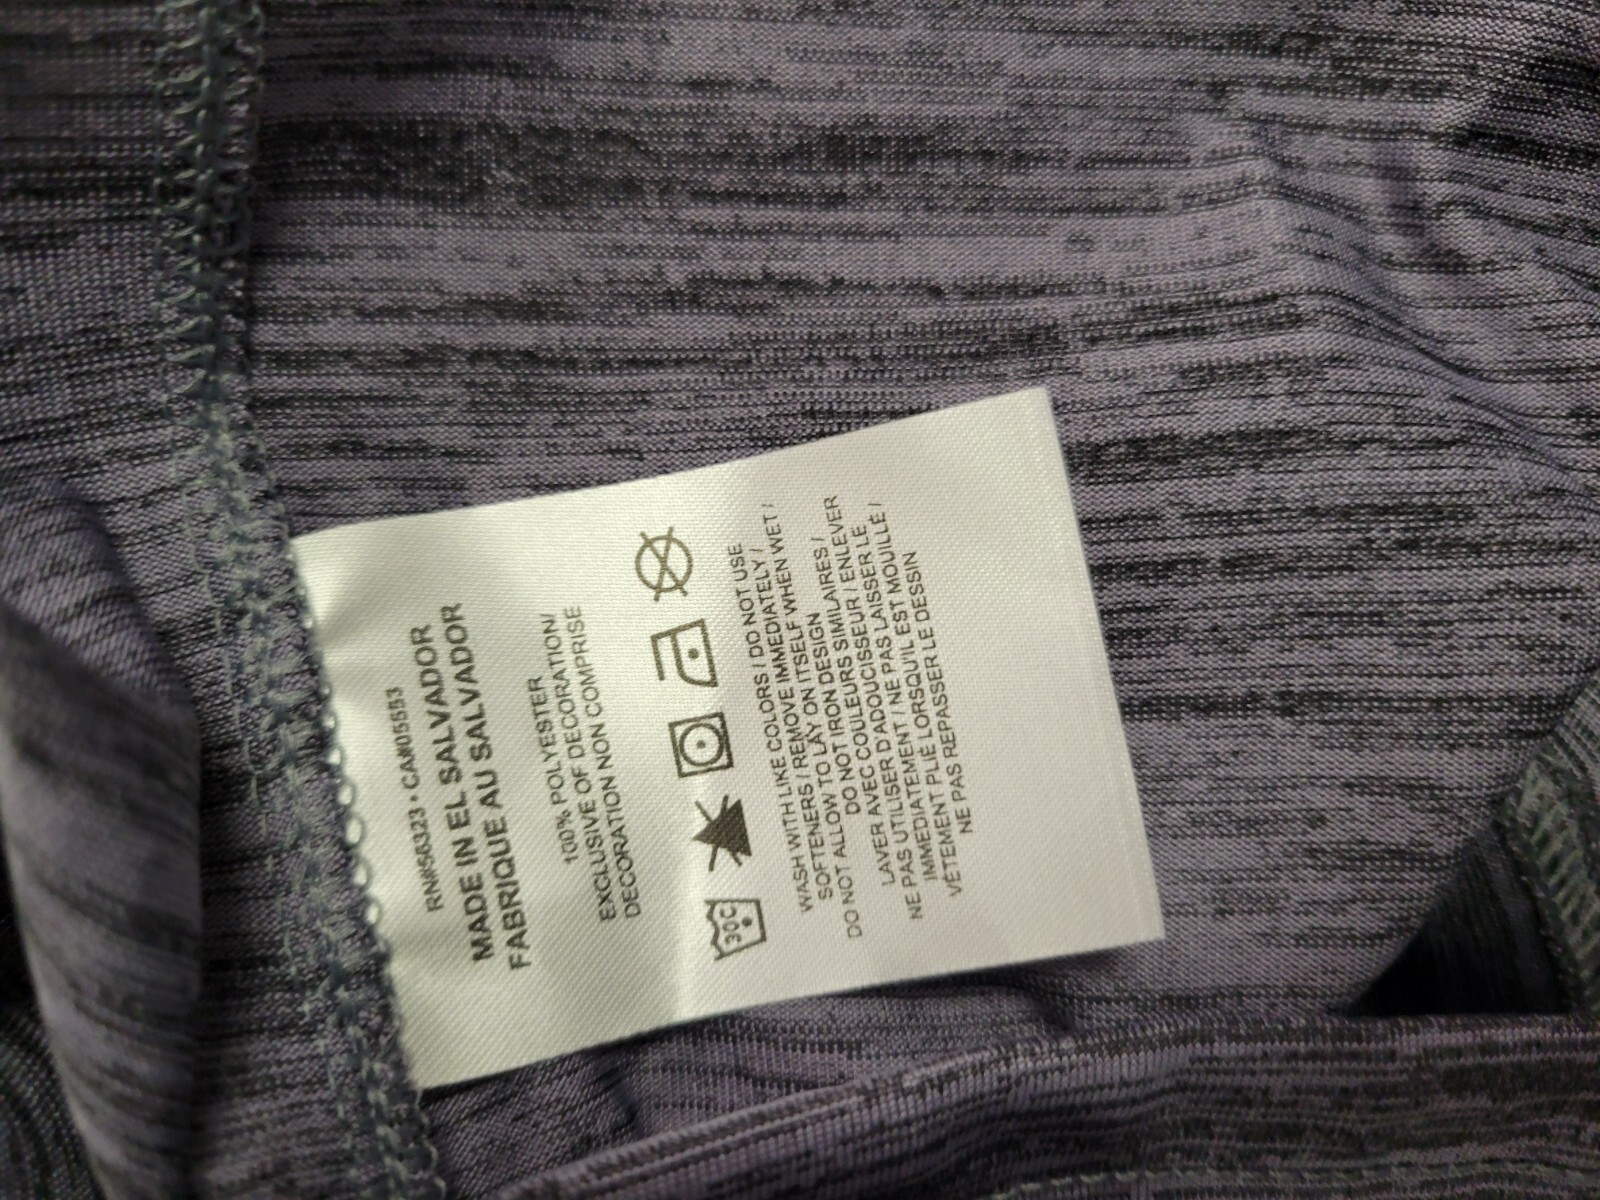 RN#56323 • CA#05553
MADE IN EL SALVADOR
FABRIQUE AU SALVADOR
100% POLYESTER
EXCLUSIVE OF DECORATION/
DECORATION NON COMPRISE
30C
WASH WITH LIKE COLORS / DO NOT USE
SOFTENERS / REMOVE IMMEDIATELY /
DO NOT ALLOW TO LAY ON ITSELF WHEN WET /
DO NOT IRON DESIGN
LAVER AVEC COULEURS SIMILAIRES /
NE PAS UTILISER D'ADOUCISSEUR / ENLEVER
IMMÉDIATEMENT / NE PAS LAISSER LE
VÊTEMENT PLIÉ LORSQU'IL EST MOUILLÉ /
NE PAS REPASSER LE DESSIN